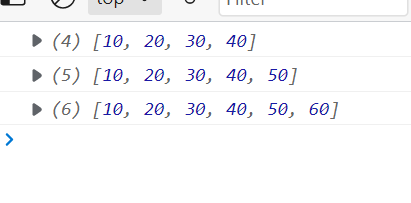 top
Filter
(4) [10, 20, 30, 40]
(5) [10, 20, 30, 40, 50]
(6) [10, 20, 30, 40, 50, 60]